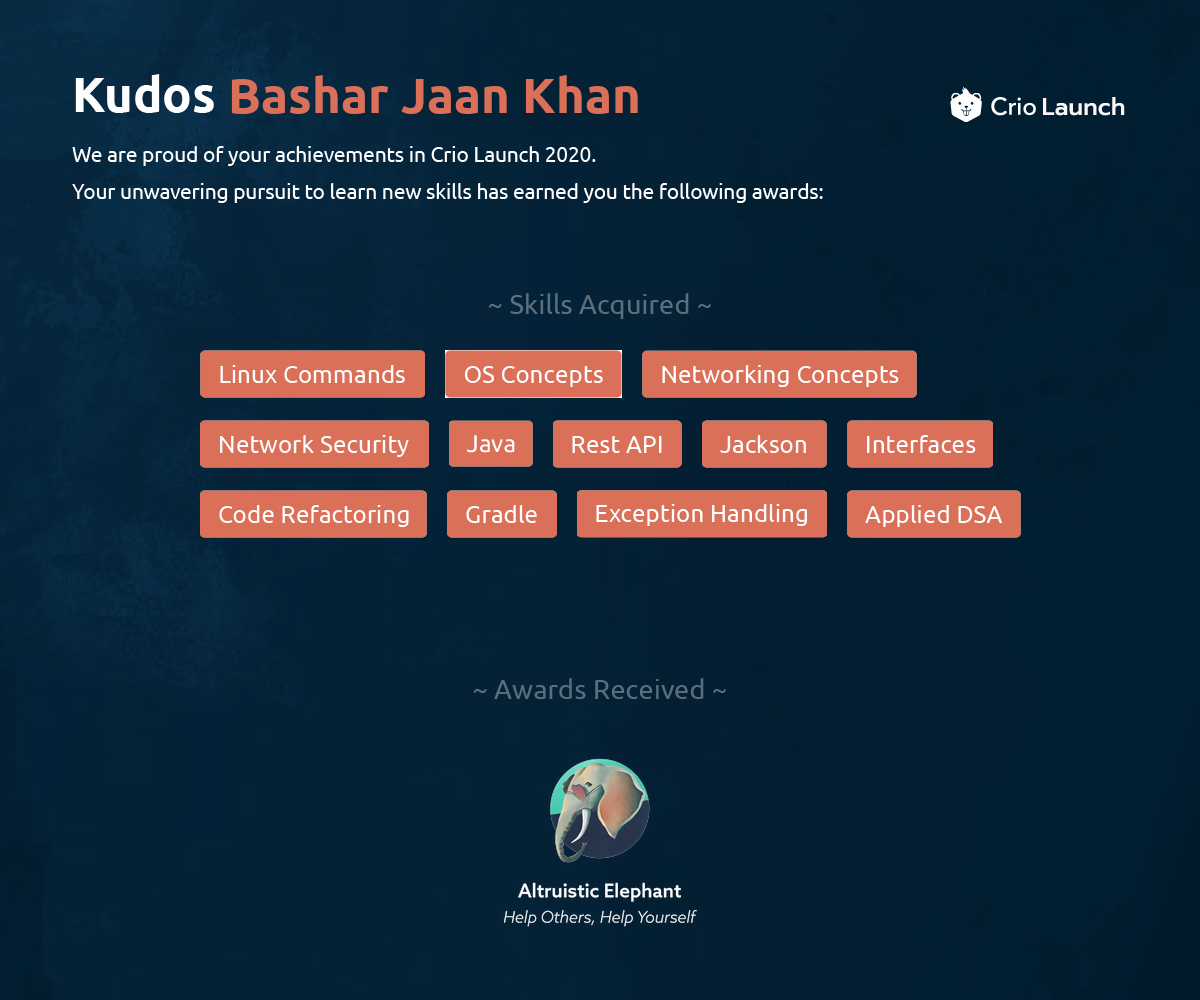 Kudos Bashar Jaan Khan
Crio Launch
We are proud of your achievements in Crio Launch 2020.
Your unwavering pursuit to learn new skills has earned you the following awards:
~ Skills Acquired ~
Linux Commands OS Concepts Networking Concepts
Network Security Java Rest API Jackson Interfaces
Code Refactoring Gradle Exception Handling Applied DSA
~ Awards Received ~
Altruistic Elephant
Help Others, Help Yourself